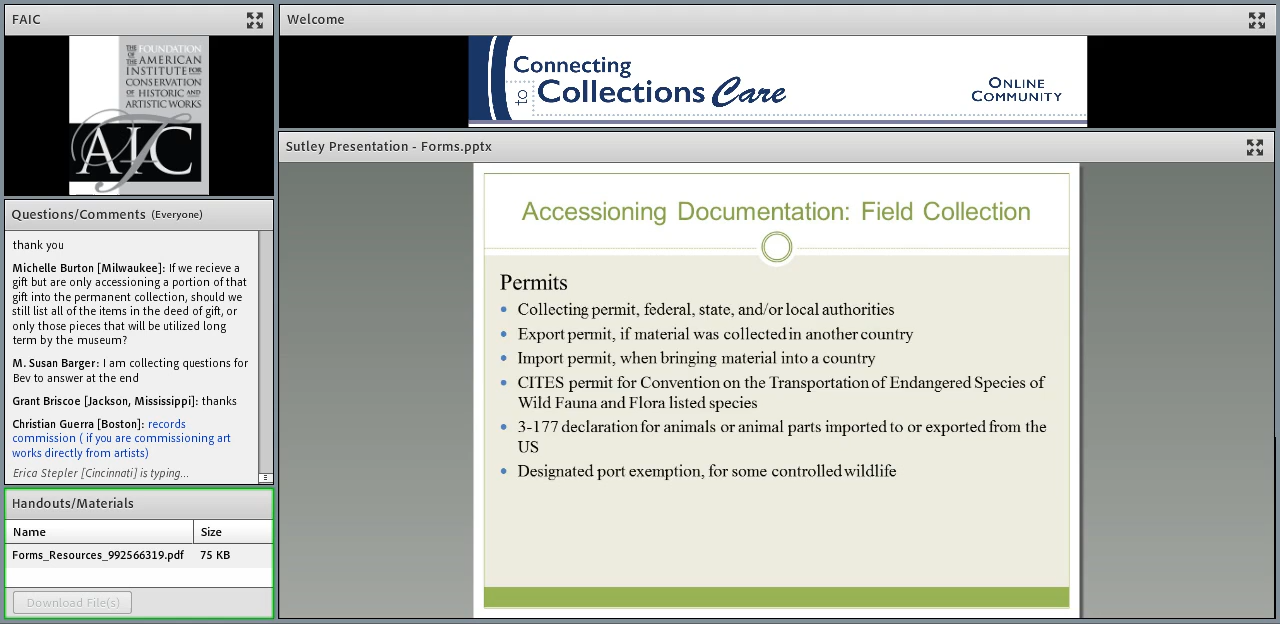 FAIC
THE FOUNDATION
OF THE AMERICAN
INSTITUTE FOR
CONSERVATION
OF HISTORIC AND
ARTISTIC WORKS
AIC
Questions/Comments (Everyone)
thank you
Michelle Burton [Milwaukee]: If we recieve a
gift but are only accessioning a portion of that
gift into the permanent collection, should we
still list all of the items in the deed of gift, or
only those pieces that will be utilized long
term by the museum?
M. Susan Barger: I am collecting questions for
Bev to answer at the end
Grant Briscoe [Jackson, Mississippi]: thanks
Christian Guerra [Boston]: records
commission ( if you are commissioning art
works directly from artists)
Erica Stepler [Cincinnati] is typing...
Handouts/Materials
Name Size
Forms_Resources_992566319.pdf 75 KB
Download File(s)
Welcome
Connecting
to Collections Care
ONLINE
COMMUNITY
Sutley Presentation - Forms.pptx
Accessioning Documentation: Field Collection
Permits
• Collecting permit, federal, state, and/or local authorities
• Export permit, if material was collected in another country
• Import permit, when bringing material into a country
• CITES permit for Convention on the Transportation of Endangered Species of
Wild Fauna and Flora listed species
• 3-177 declaration for animals or animal parts imported to or exported from the
US
• Designated port exemption, for some controlled wildlife